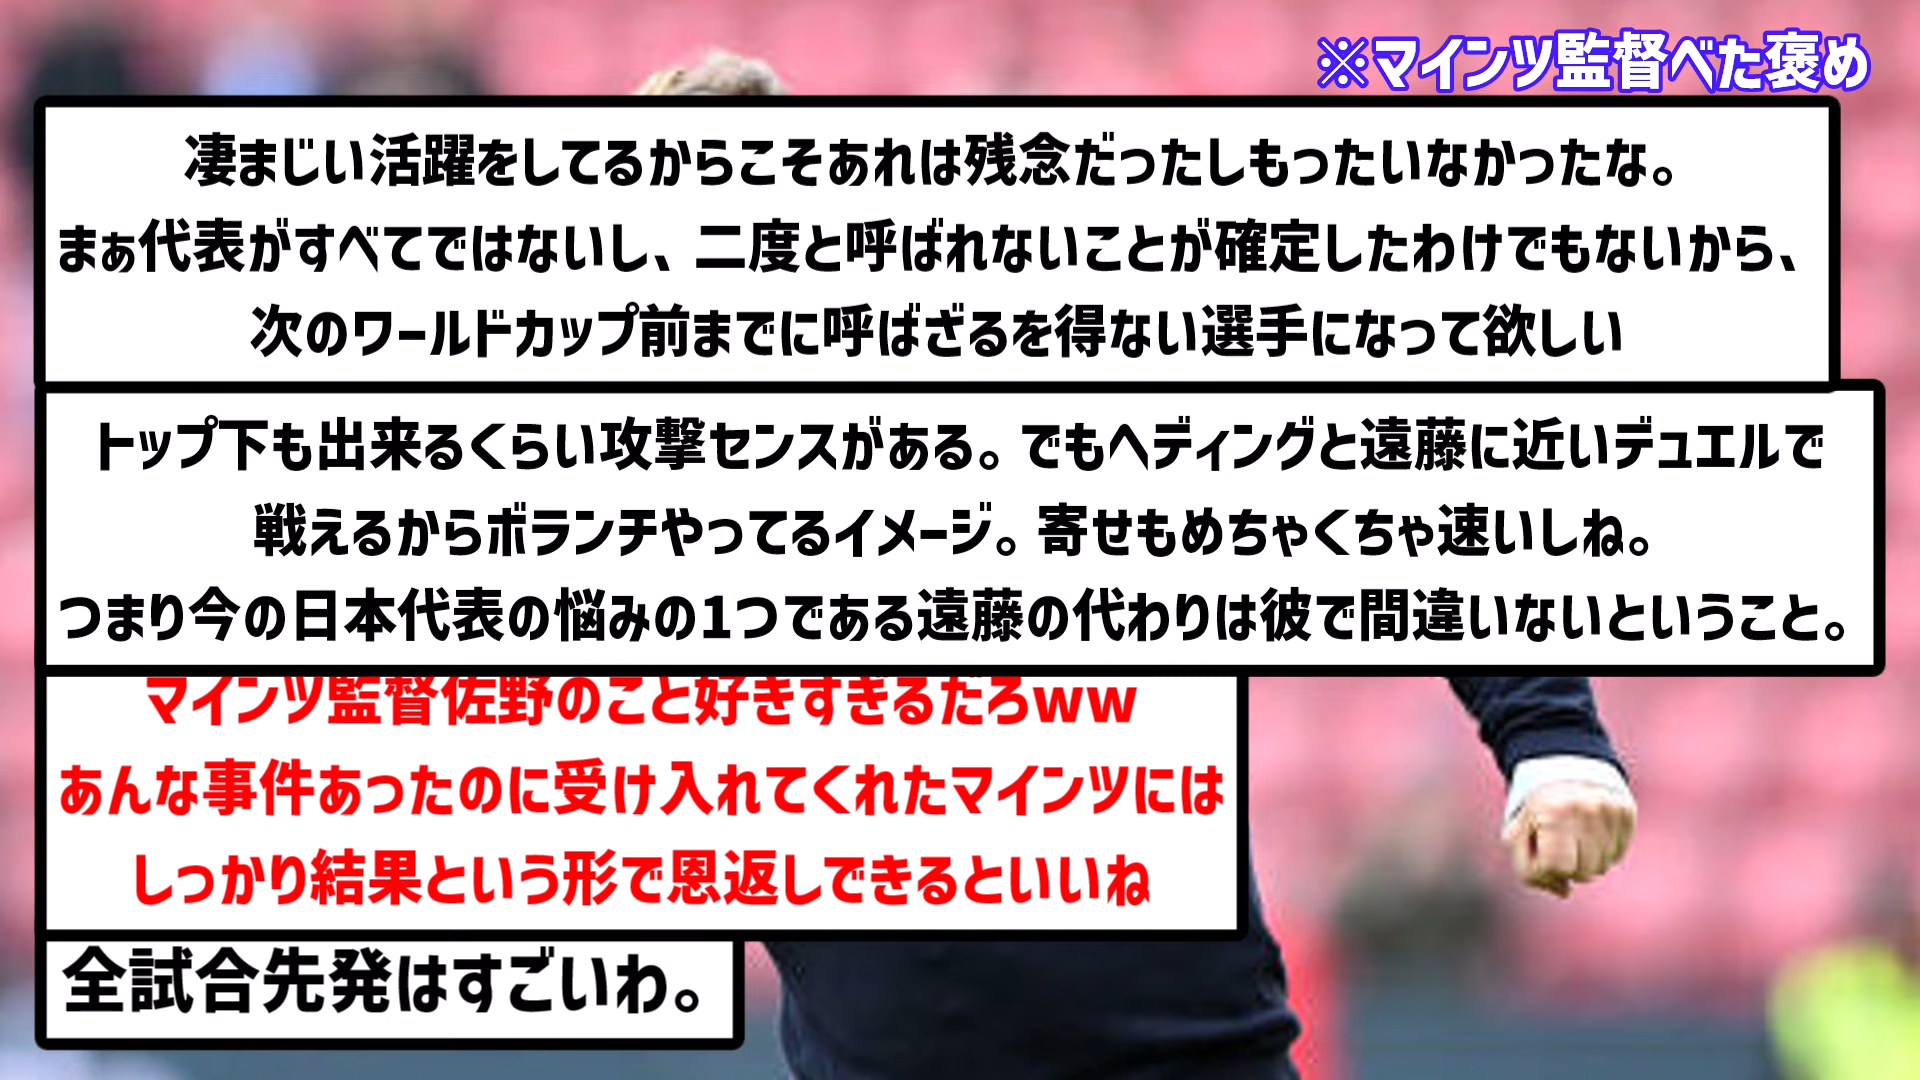 ※マインツ監督べた褒め
凄まじい活躍をしてるからこそあれは残念だったしもったいなかったな。
まぁ代表がすべてではないし、二度と呼ばれないことが確定したわけでもないから、
次のワールドカップ前までに呼ばざるを得ない選手になって欲しい
トップ下も出来るくらい攻撃センスがある。でもヘディングと遠藤に近いデュエルで
戦えるからボランチやってるイメージ。寄せもめちゃくちゃ速いしね。
つまり今の日本代表の悩みの1つである遠藤の代わりは彼で間違いないということ。
マインツ監督佐野のこと好きすぎるだろww
あんな事件あったのに受け入れてくれたマインツには
しっかり結果という形で恩返しできるといいね
全試合先発はすごいわ。